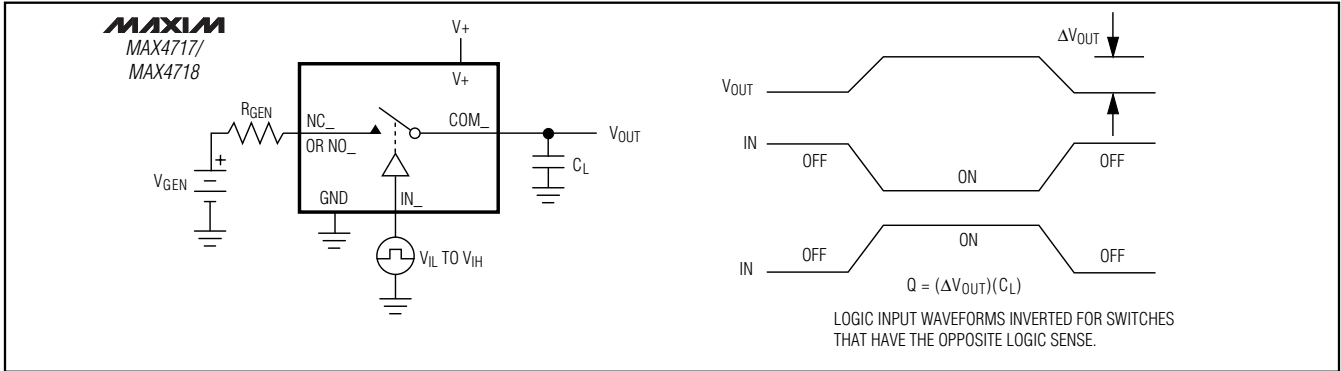 MAXIM
MAX4717/
MAX4718
V+
V+
RGEN
NC_
OR NO_
COM_
VOUT
CL
+
VGEN
GND
IN_
VIL TO VIH
ΔVOUT
VOUT
IN
OFF
ON
OFF
IN
OFF
ON
OFF
Q = (ΔVOUT)(CL)
LOGIC INPUT WAVEFORMS INVERTED FOR SWITCHES
THAT HAVE THE OPPOSITE LOGIC SENSE.